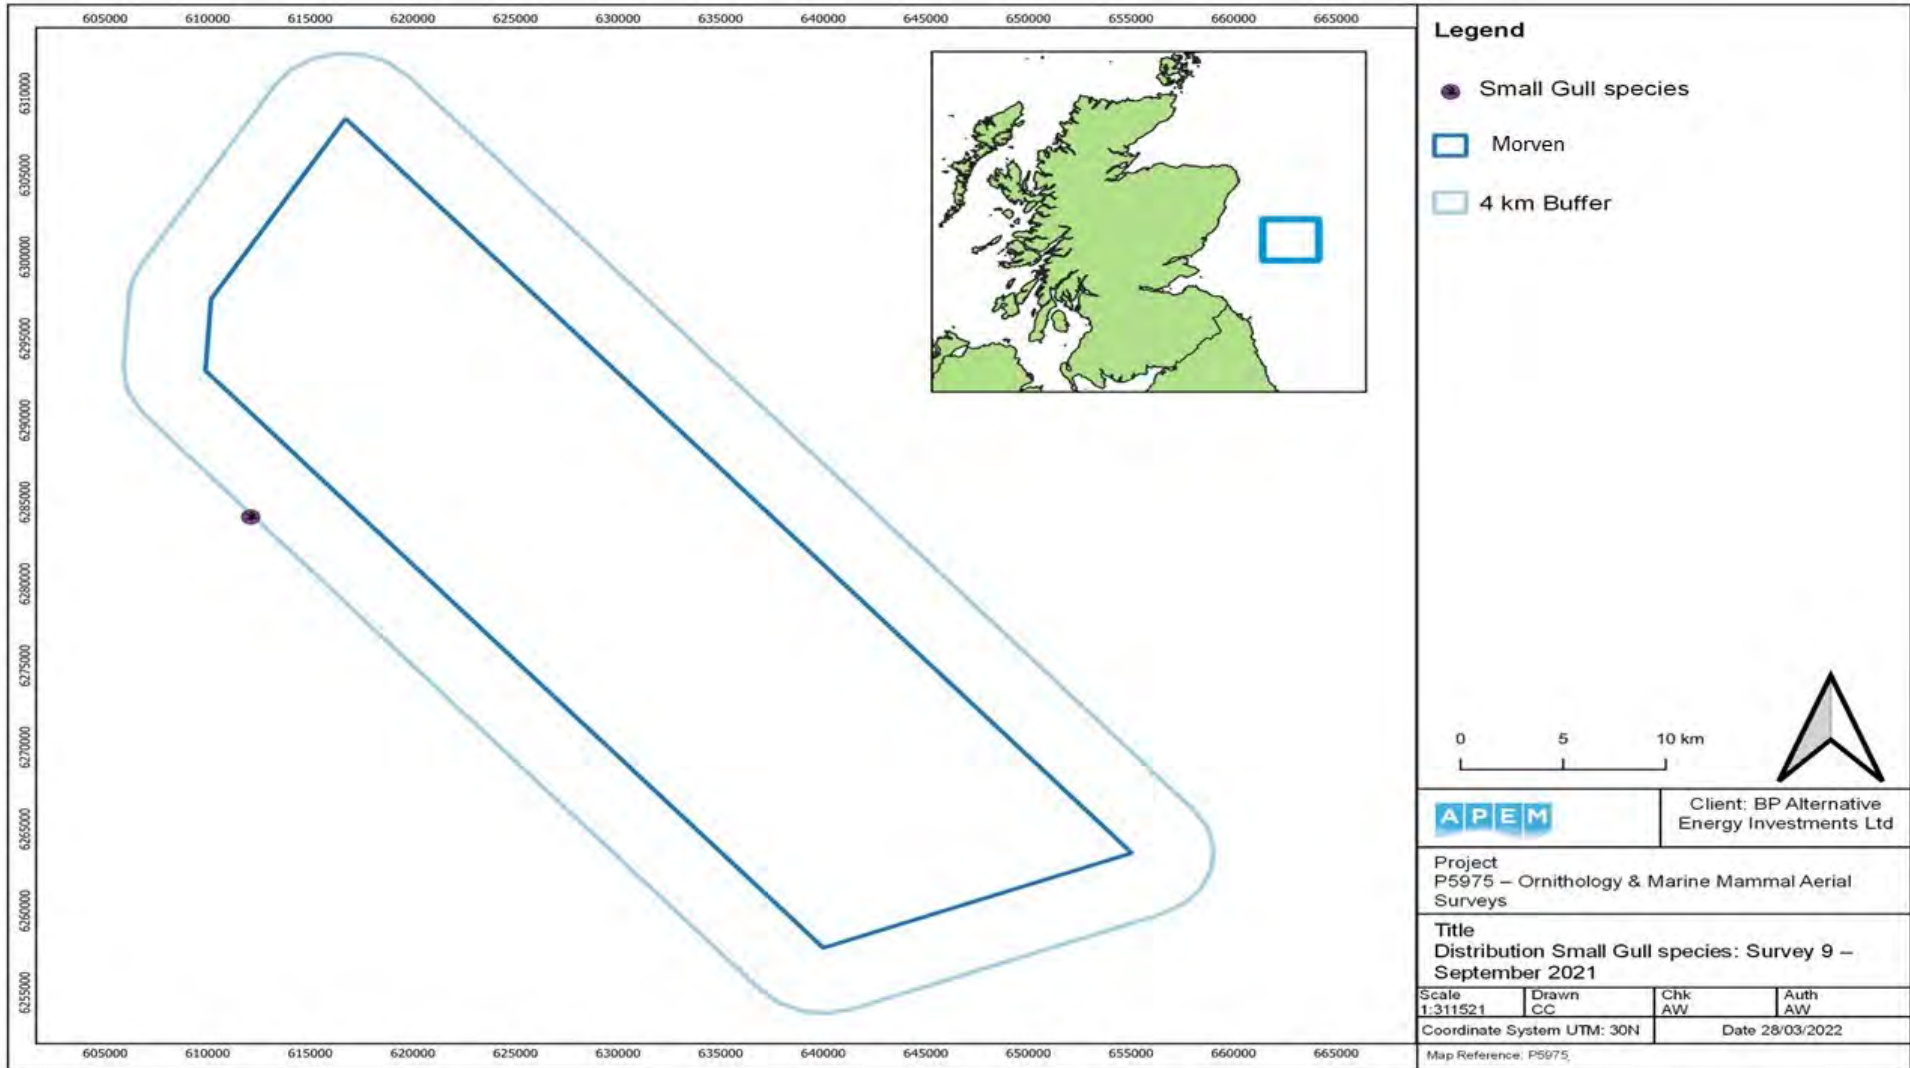 605000 610000 615000 620000 625000 630000 635000 640000 645000 650000 655000 660000 665000
6310000
6305000
6300000
6295000
6290000
6285000
6280000
6275000
6270000
6265000
6260000
6255000
605000 610000 615000 620000 625000 630000 635000 640000 645000 650000 655000 660000 665000
Legend
Small Gull species
Morven
4 km Buffer
0 5 10 km
APEM
Client: BP Alternative
Energy Investments Ltd
Project
P5975 – Ornithology & Marine Mammal Aerial
Surveys
Title
Distribution Small Gull species: Survey 9 –
September 2021
Scale Drawn Chk Auth
1:311521 CC AW AW
Coordinate System UTM: 30N Date 28/03/2022
Map Reference: P5975